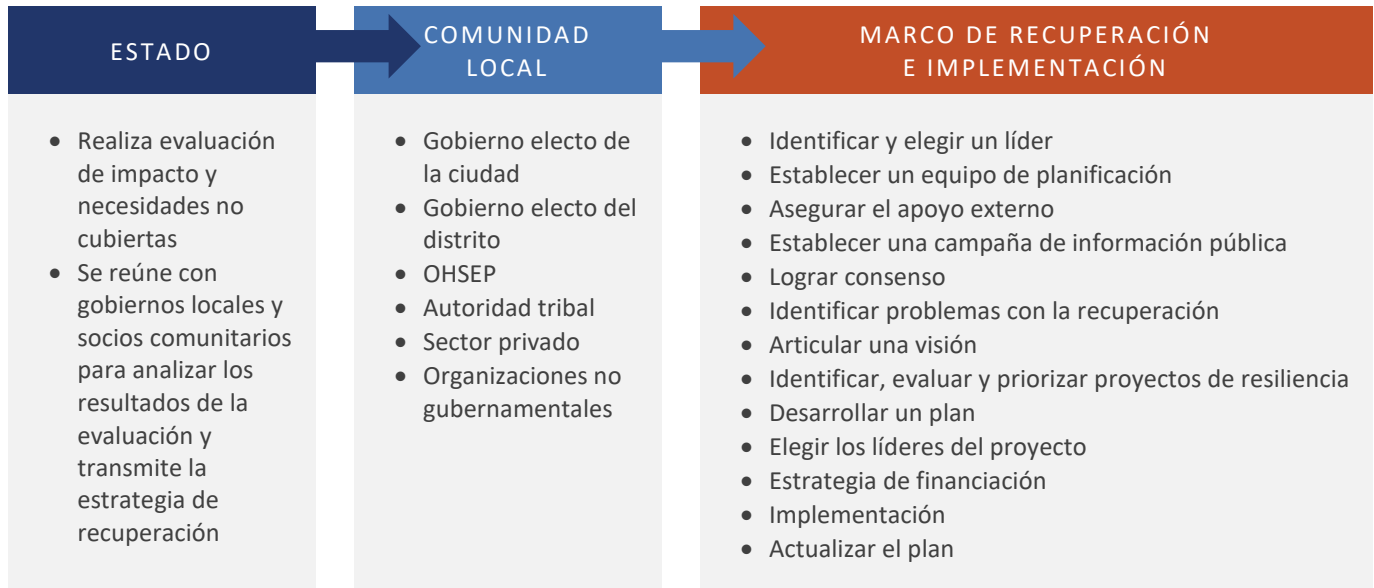 ESTADO
• Realiza evaluación
de impacto y
necesidades no
cubiertas
• Se reúne con
gobiernos locales y
socios comunitarios
para analizar los
resultados de la
evaluación y
transmite la
estrategia de
recuperación
COMUNIDAD
LOCAL
• Gobierno electo de
la ciudad
• Gobierno electo del
distrito
• OHSEP
• Autoridad tribal
• Sector privado
• Organizaciones no
gubernamentales
MARCO DE RECUPERACIÓN
E IMPLEMENTACIÓN
• Identificar y elegir un líder
• Establecer un equipo de planificación
• Asegurar el apoyo externo
• Establecer una campaña de información pública
• Lograr consenso
• Identificar problemas con la recuperación
• Articular una visión
• Identificar, evaluar y priorizar proyectos de resiliencia
• Desarrollar un plan
• Elegir los líderes del proyecto
• Estrategia de financiación
• Implementación
• Actualizar el plan